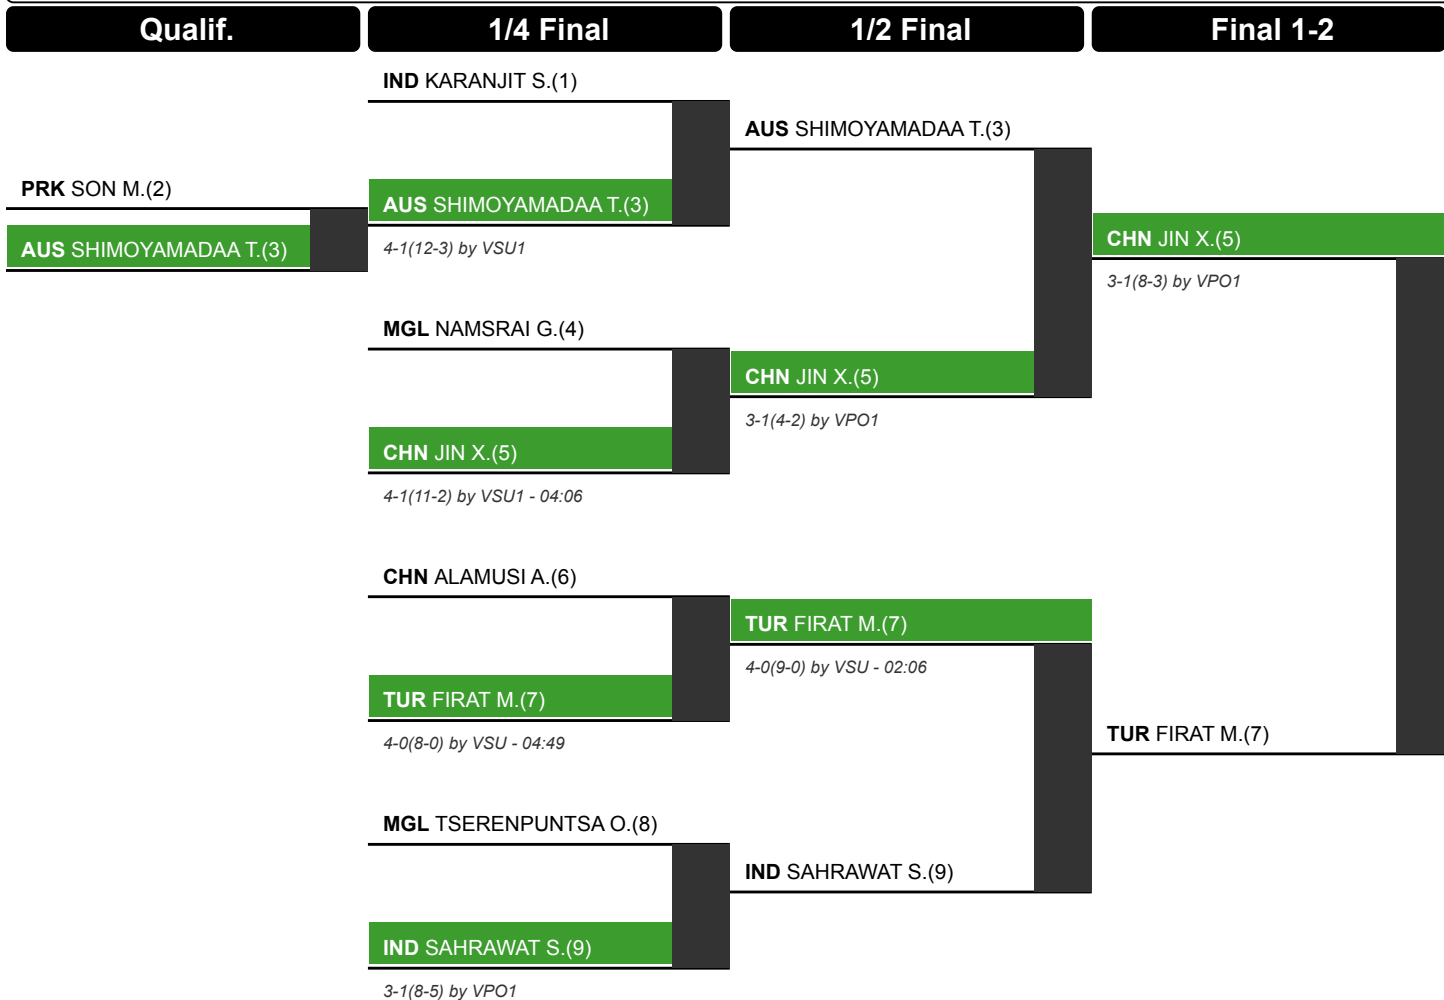 Qualif.
1/4 Final
1/2 Final
Final 1-2
PRK SON M.(2)
AUS SHIMOYAMADAA T.(3)
IND KARANJIT S.(1)
AUS SHIMOYAMADAA T.(3)
4-1(12-3) by VSU1
MGL NAMSRAI G.(4)
CHN JIN X.(5)
4-1(11-2) by VSU1 - 04:06
CHN ALAMUSI A.(6)
TUR FIRAT M.(7)
4-0(8-0) by VSU - 04:49
MGL TSERENPUNTSA O.(8)
IND SAHRAWAT S.(9)
3-1(8-5) by VPO1
AUS SHIMOYAMADAA T.(3)
CHN JIN X.(5)
3-1(4-2) by VPO1
TUR FIRAT M.(7)
4-0(9-0) by VSU - 02:06
IND SAHRAWAT S.(9)
CHN JIN X.(5)
3-1(8-3) by VPO1
TUR FIRAT M.(7)